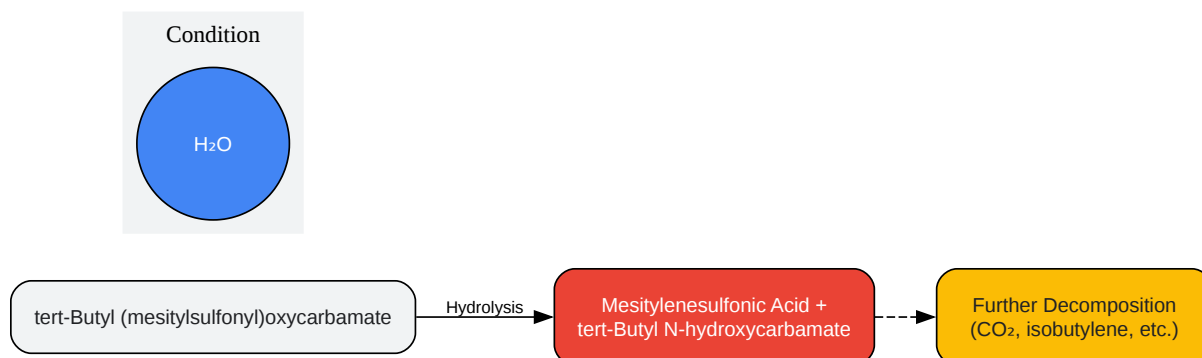 Condition
H₂O
tert-Butyl (mesitylsulfonyl)oxycarbamate
Hydrolysis
Mesitylenesulfonic Acid +
tert-Butyl N-hydroxycarbamate
Further Decomposition
(CO₂, isobutylene, etc.)